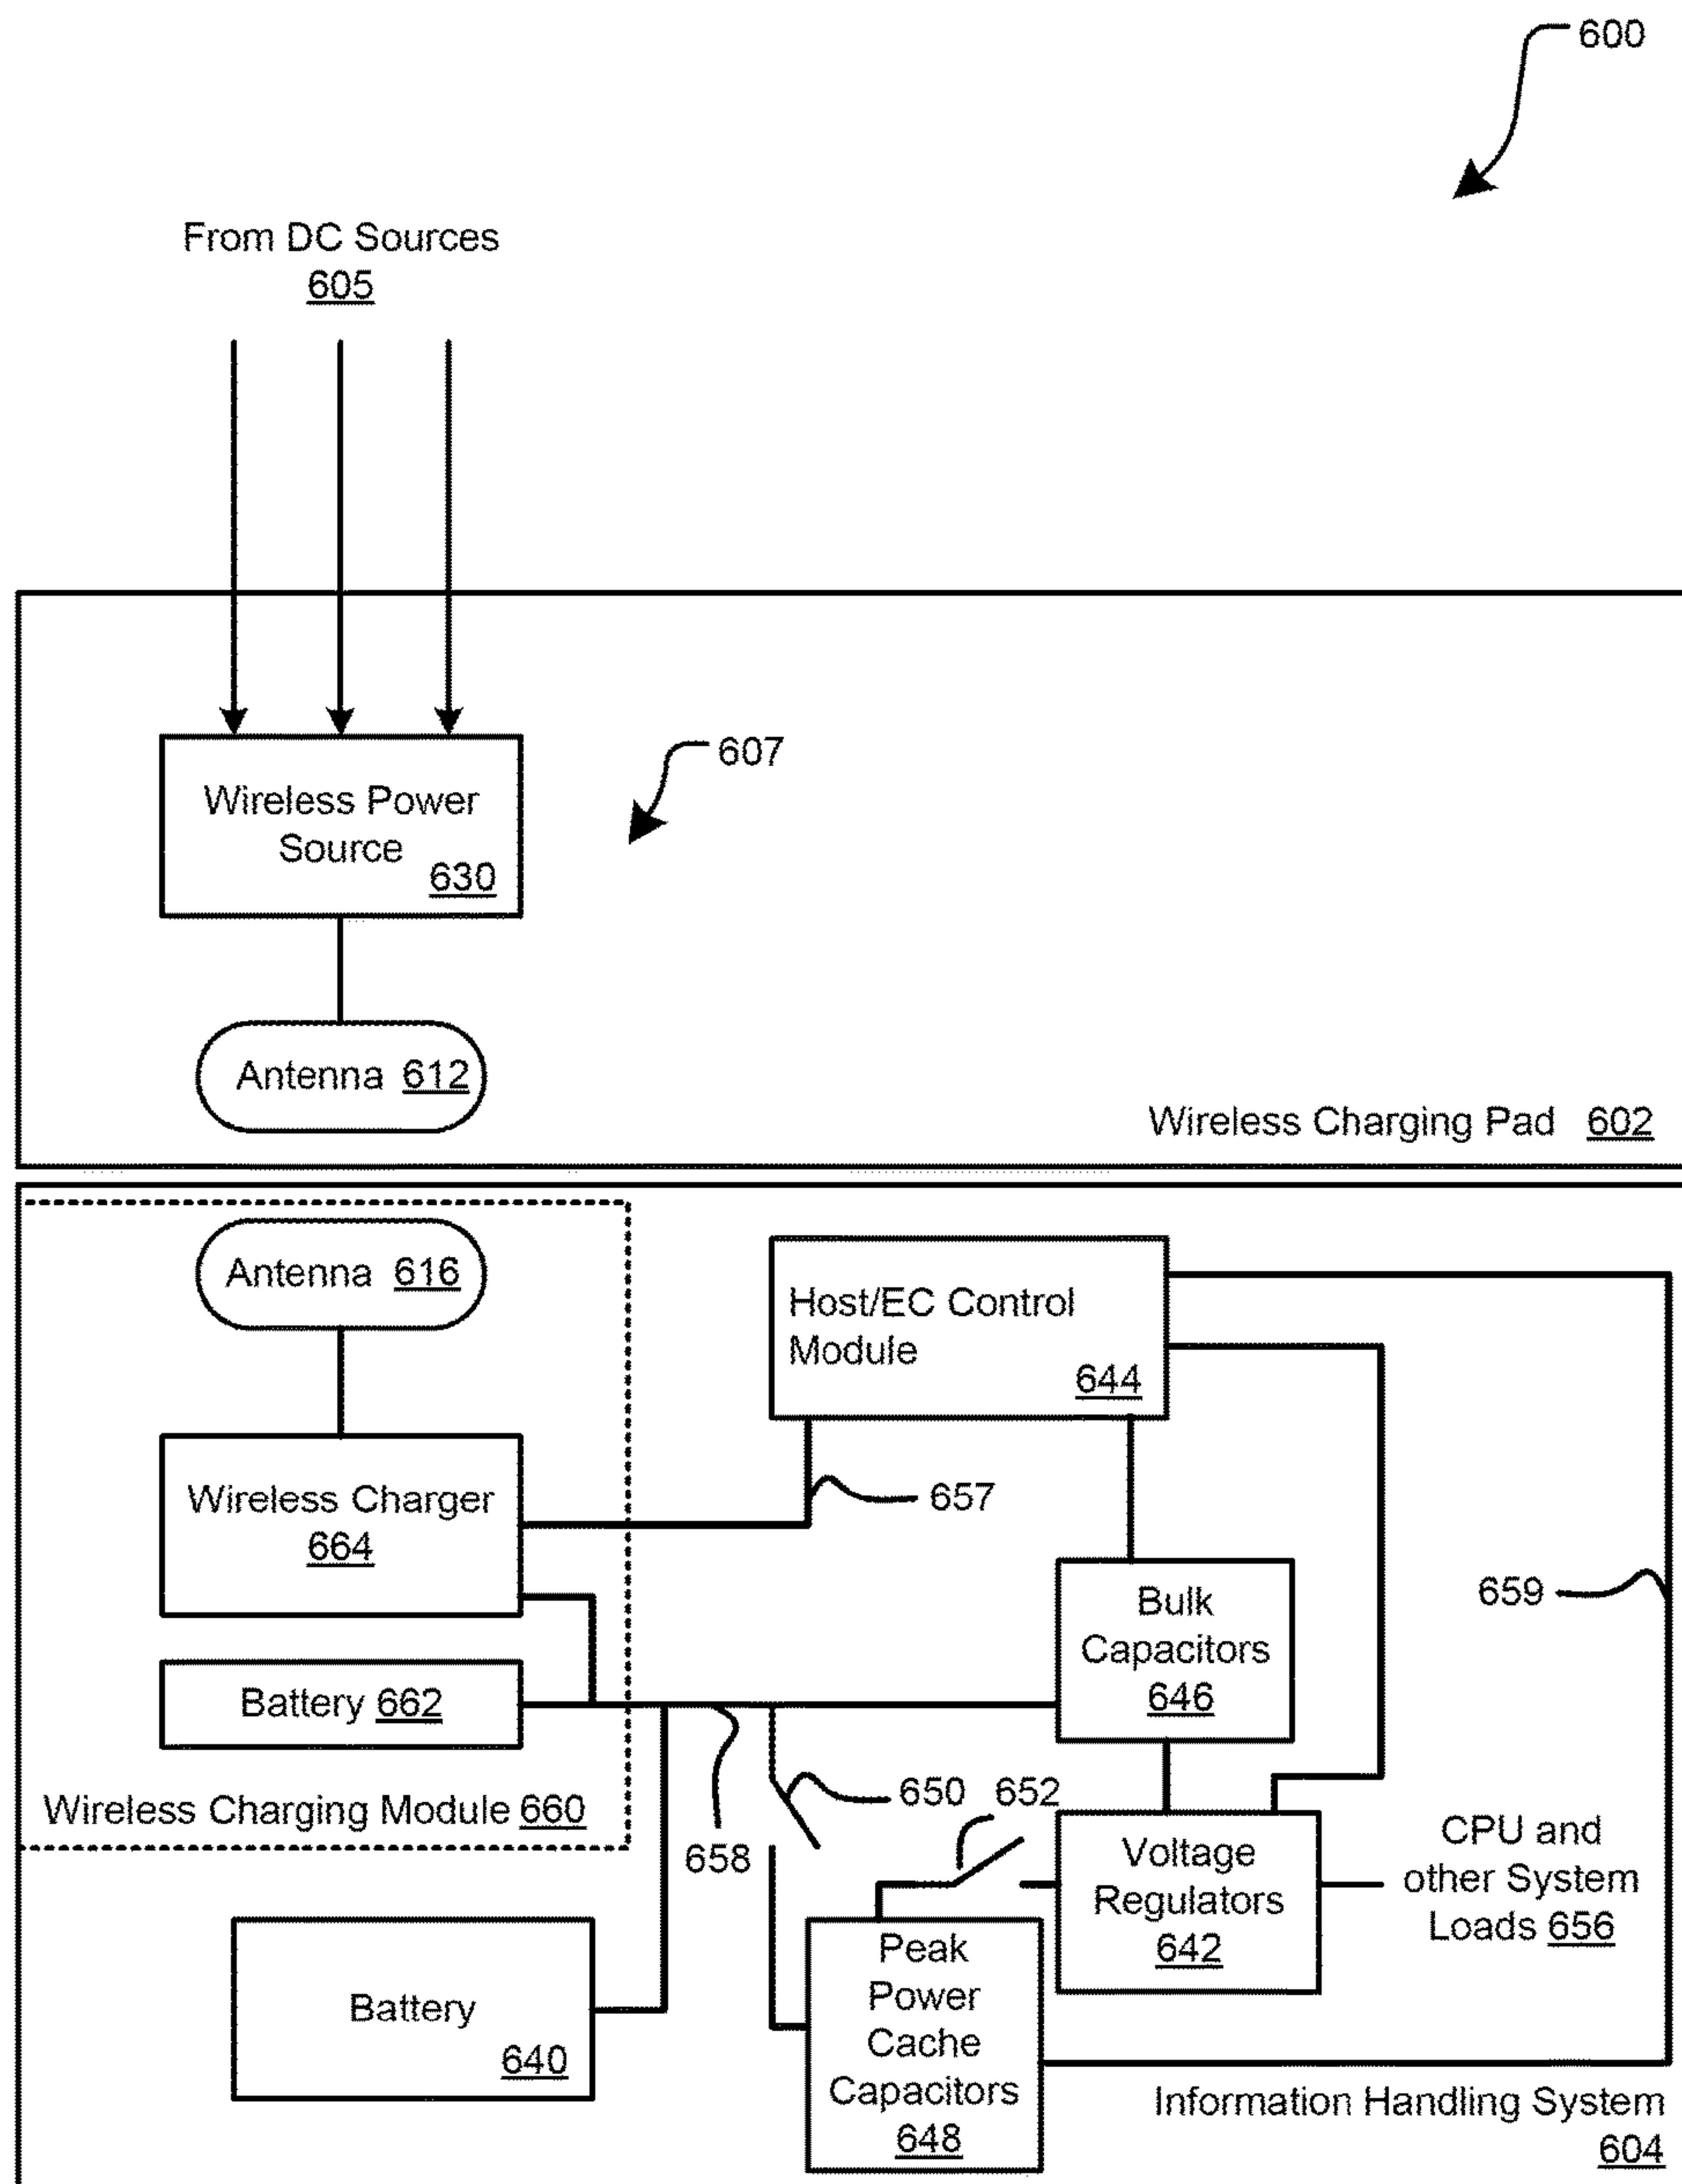 600
From DC Sources
605
607
Wireless Power
Source
630
Antenna 612
Wireless Charging Pad 602
Antenna 616
Host/EC Control
Module
644
Wireless Charger
664
657
659
Bulk
Capacitors
646
Battery 662
Wireless Charging Module 660
650
652
658
Voltage
Regulators
642
CPU and
other System
Loads 656
Battery
640
Peak
Power
Cache
Capacitors
648
Information Handling System
604